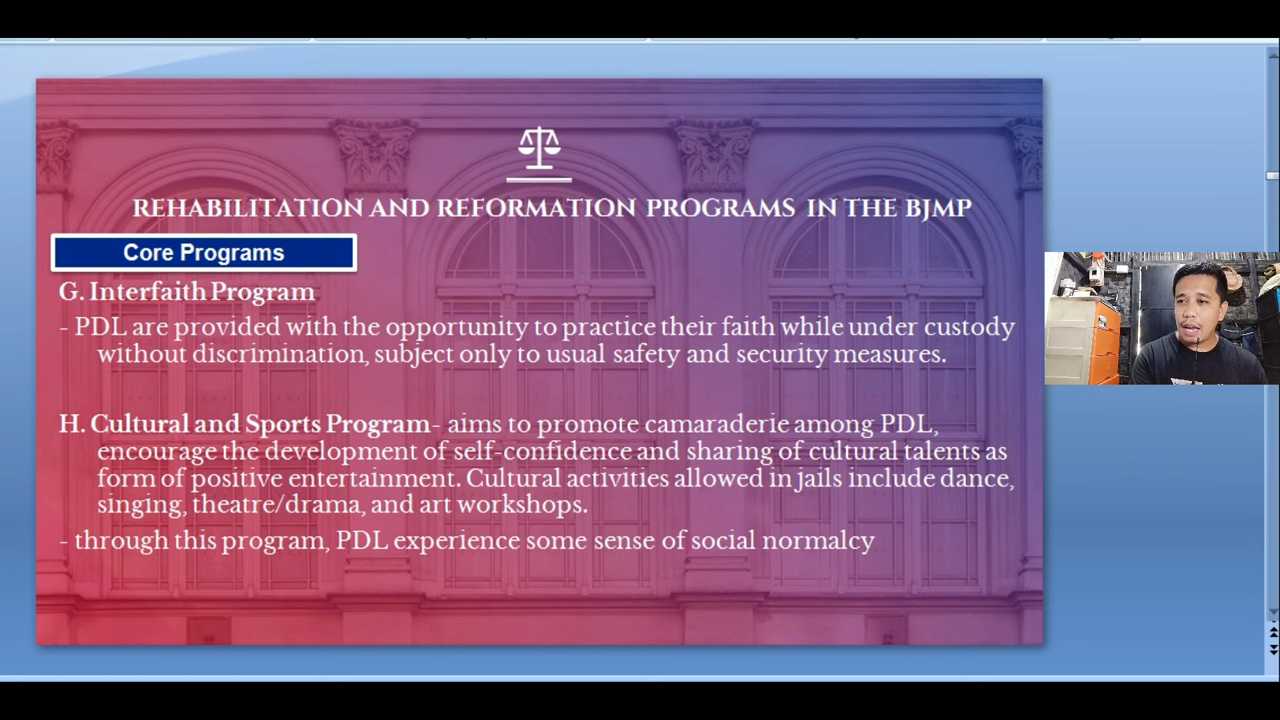 REHABILITATION AND REFORMATION PROGRAMS IN THE BJMP
Core Programs
G. Interfaith Program
- PDL are provided with the opportunity to practice their faith while under custody
without discrimination, subject only to usual safety and security measures.
H. Cultural and Sports Program- aims to promote camaraderie among PDL,
encourage the development of self-confidence and sharing of cultural talents as
form of positive entertainment. Cultural activities allowed in jails include dance,
singing, theatre/drama, and art workshops.
- through this program, PDL experience some sense of social normalcy